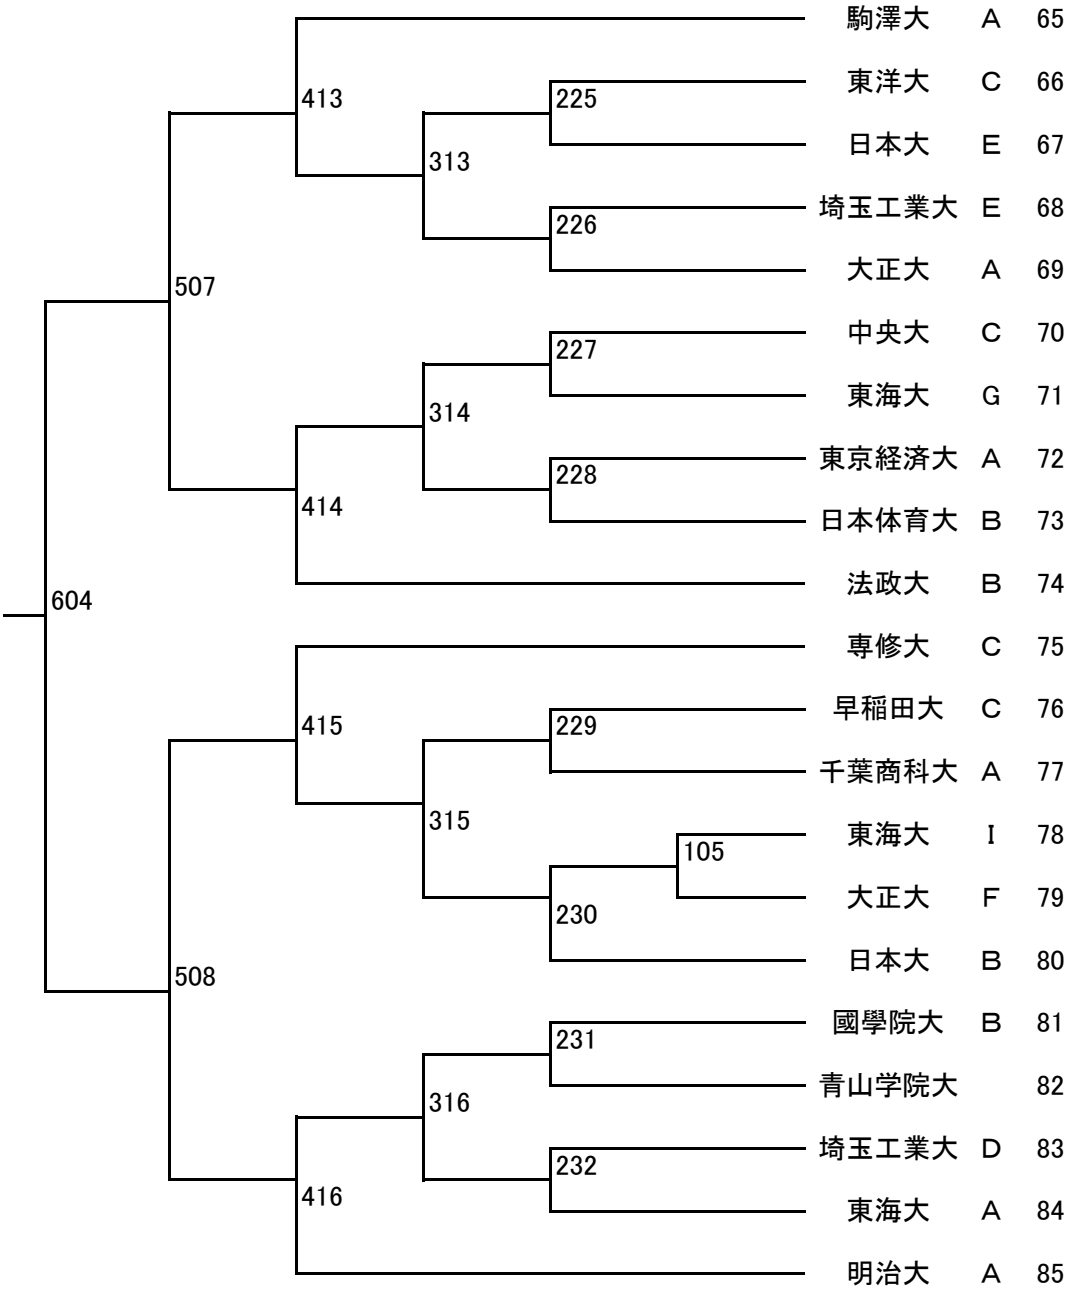 駒澤大 A 65
東洋大 C 66
413
225
日本大 E 67
313
埼玉工業大 E 68
226
大正大 A 69
507
中央大 C 70
227
東海大 G 71
314
東京経済大 A 72
228
414
日本体育大 B 73
法政大 B 74
604
専修大 C 75
早稲田大 C 76
415
229
千葉商科大 A 77
315
東海大 I 78
105
大正大 F 79
230
日本大 B 80
508
國學院大 B 81
231
青山学院大 82
316
埼玉工業大 D 83
232
416
東海大 A 84
明治大 A 85